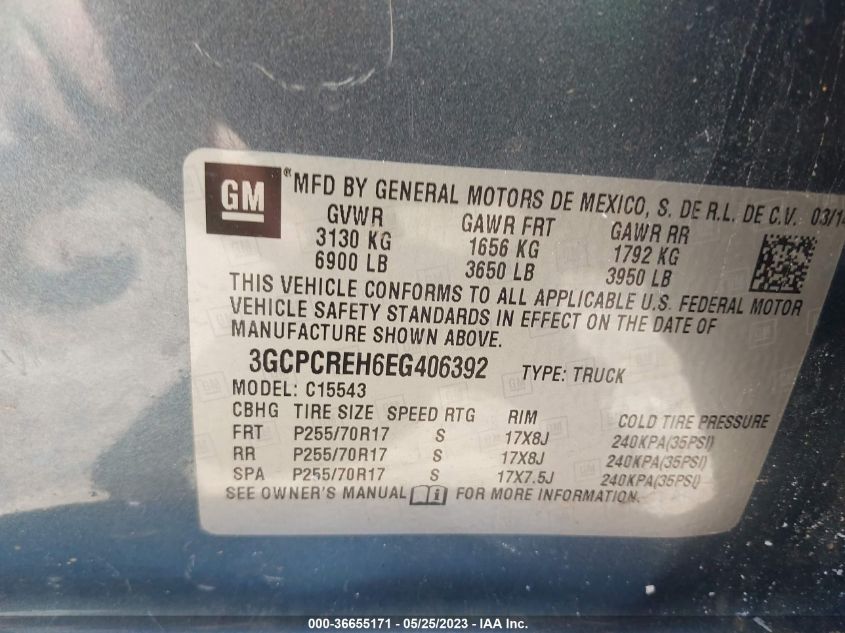 GM ® MFD BY GENERAL MOTORS DE MEXICO, S. DE R.L. DE C.V. 03/14
GVWR GAWR FRT GAWR RR
3130 KG 1656 KG 1792 KG
6900 LB 3650 LB 3950 LB
THIS VEHICLE CONFORMS TO ALL APPLICABLE U.S. FEDERAL MOTOR
VEHICLE SAFETY STANDARDS IN EFFECT ON THE DATE OF
MANUFACTURE SHOWN ABOVE.
3GCPCREH6EG406392 TYPE: TRUCK
MODEL: C15543
CBHG TIRE SIZE SPEED RTG RIM COLD TIRE PRESSURE
FRT P255/70R17 S 17X8J 240KPA(35PSI)
RR P255/70R17 S 17X8J 240KPA(35PSI)
SPA P255/70R17 S 17X7.5J 240KPA(35PSI)
SEE OWNER'S MANUAL FOR MORE INFORMATION.
000-36655171 - 05/25/2023 - IAA Inc.